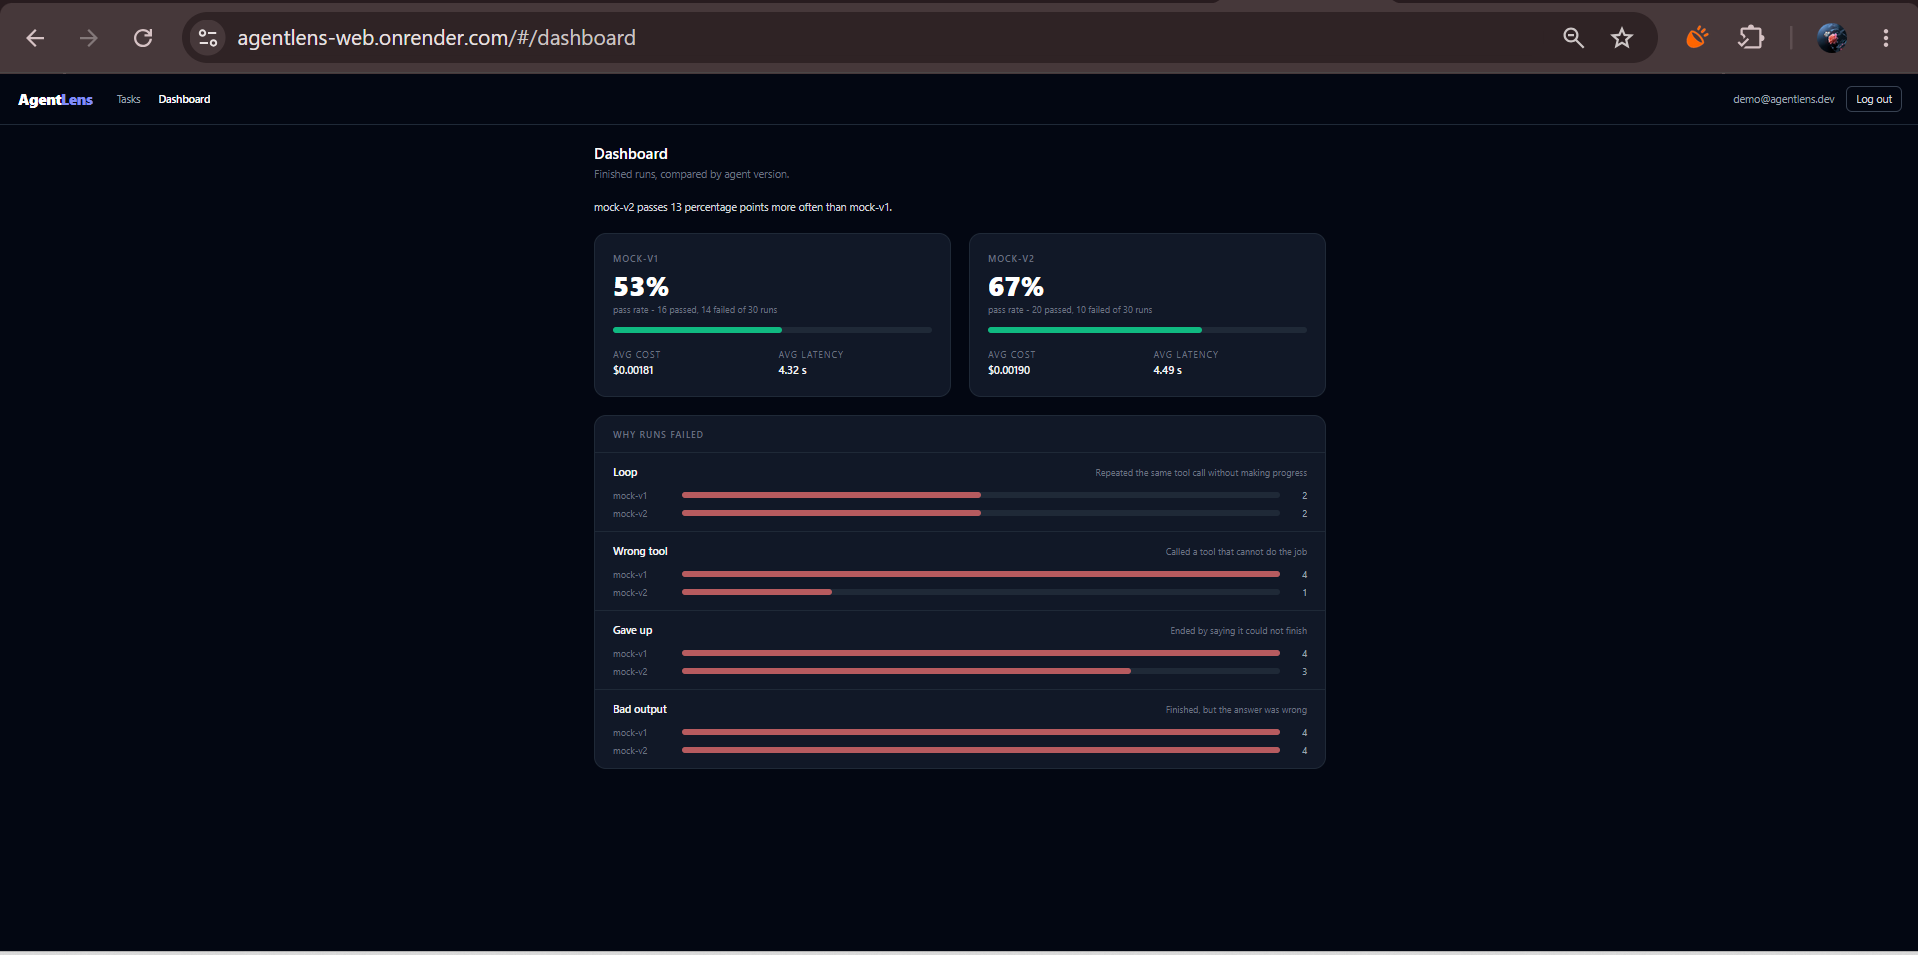 agentlens-web.onrender.com/#/dashboard
AgentLens Tasks Dashboard demo@agentlens.dev Log out
Dashboard
Finished runs, compared by agent version.
mock-v2 passes 13 percentage points more often than mock-v1.
MOCK-V1
53%
pass rate - 16 passed, 14 failed of 30 runs
AVG COST AVG LATENCY
$0.00181 4.32 s
MOCK-V2
67%
pass rate - 20 passed, 10 failed of 30 runs
AVG COST AVG LATENCY
$0.00190 4.49 s
WHY RUNS FAILED
Loop Repeated the same tool call without making progress
mock-v1 2
mock-v2 2
Wrong tool Called a tool that cannot do the job
mock-v1 4
mock-v2 1
Gave up Ended by saying it could not finish
mock-v1 4
mock-v2 3
Bad output Finished, but the answer was wrong
mock-v1 4
mock-v2 4